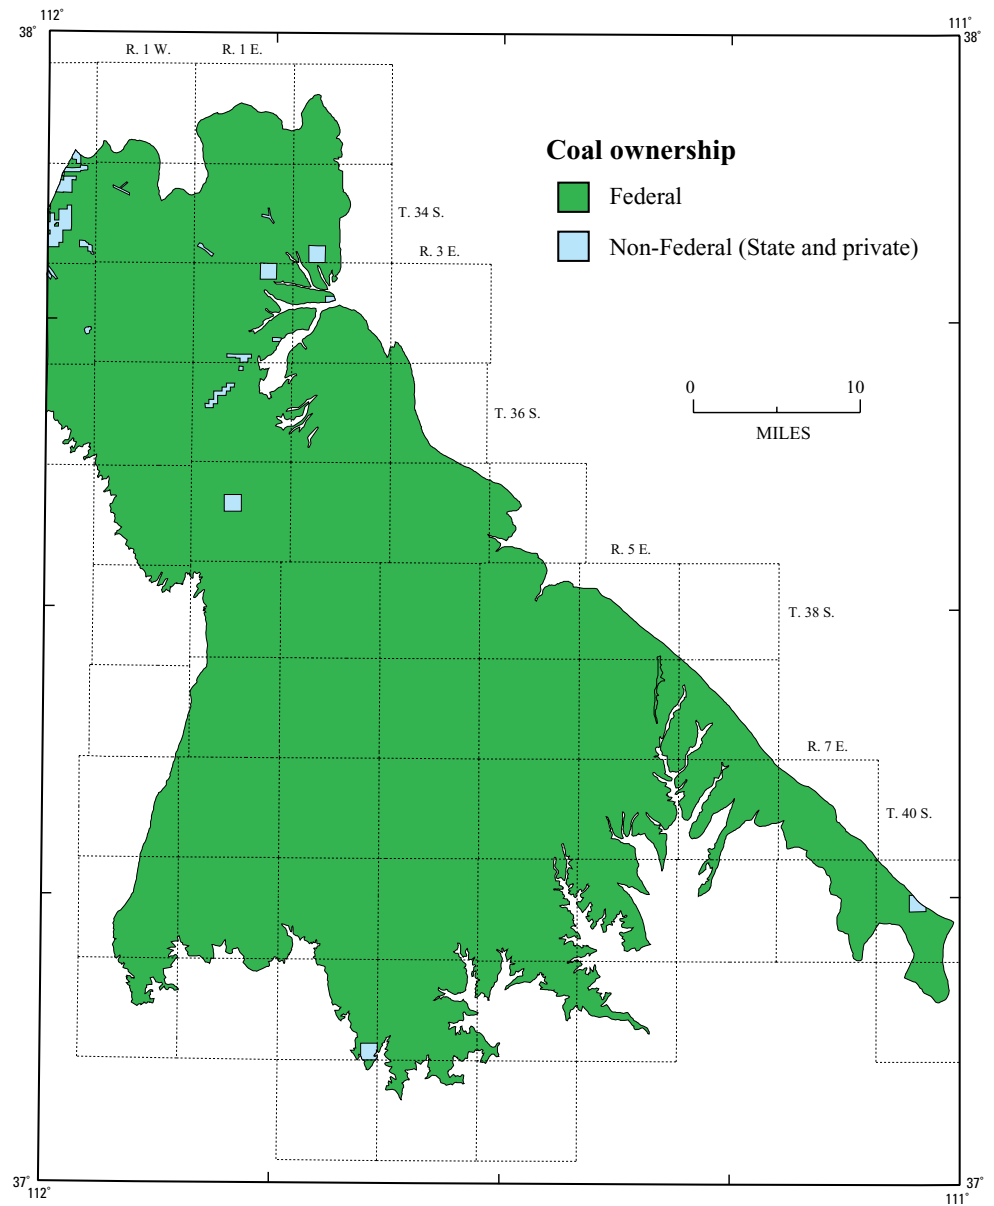 112°
111°
38°
38°
R. 1 W.
R. 1 E.
Coal ownership
Federal
T. 34 S.
Non-Federal (State and private)
R. 3 E.
0
10
MILES
T. 36 S.
R. 5 E.
T. 38 S.
R. 7 E.
T. 40 S.
37°
37°
112°
111°